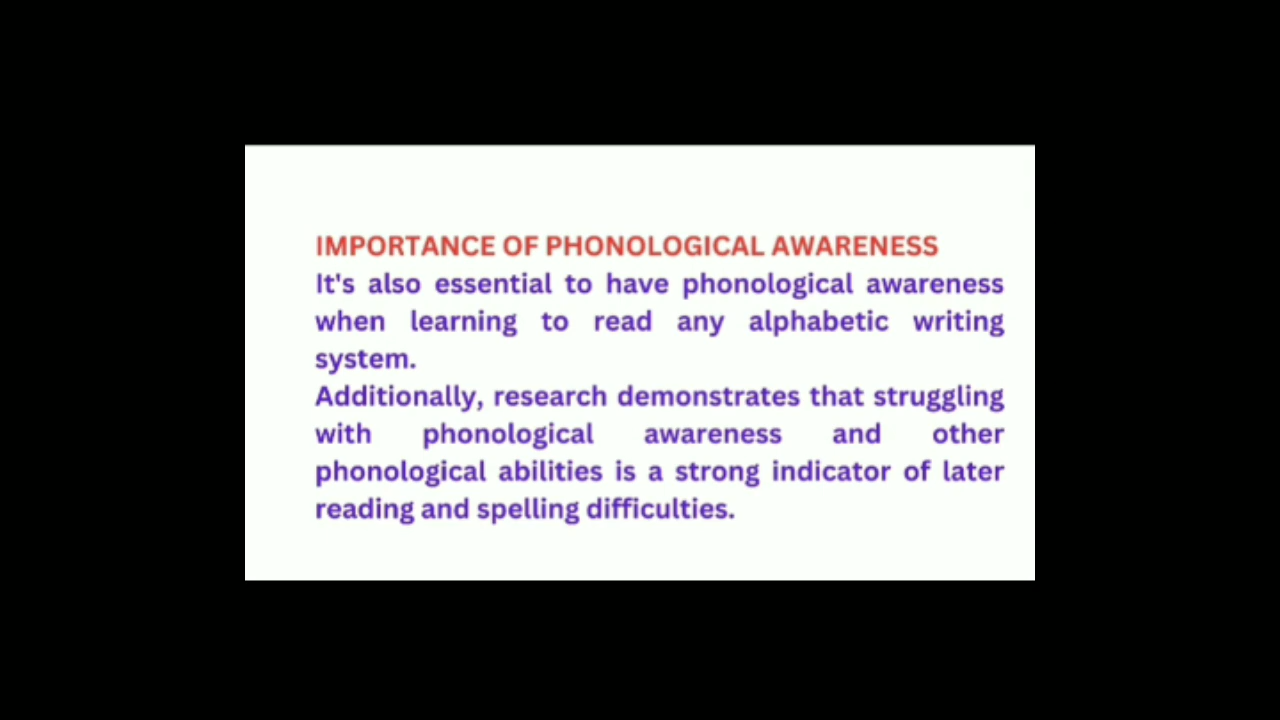 IMPORTANCE OF PHONOLOGICAL AWARENESS
It's also essential to have phonological awareness
when learning to read any alphabetic writing
system.
Additionally, research demonstrates that struggling
with phonological awareness and other
phonological abilities is a strong indicator of later
reading and spelling difficulties.